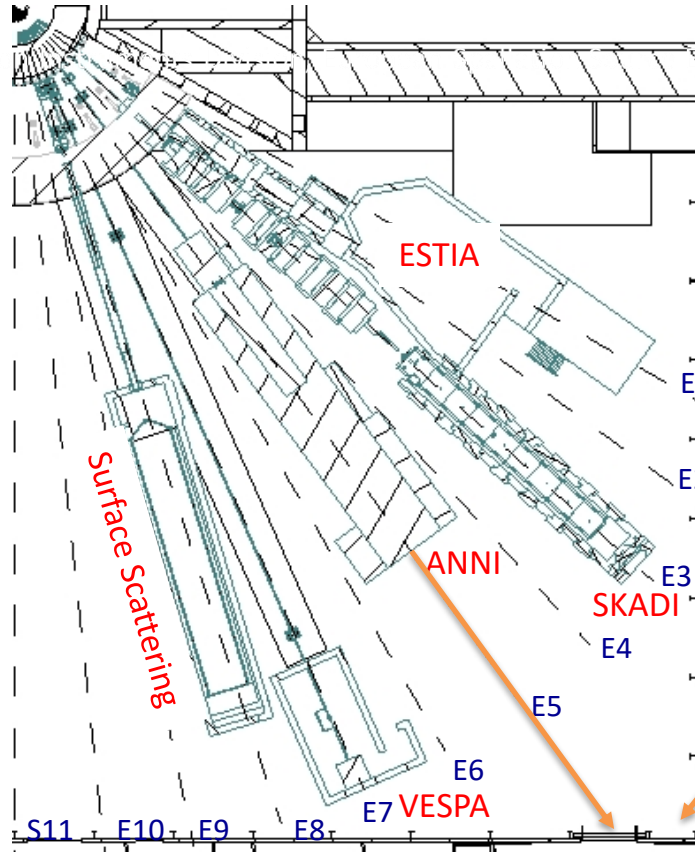 ESTIA
E
E
ANNI
E3
SKADI
E4
Surface Scattering
E5
E6
E7
VESPA
S11
E10
E9
E8